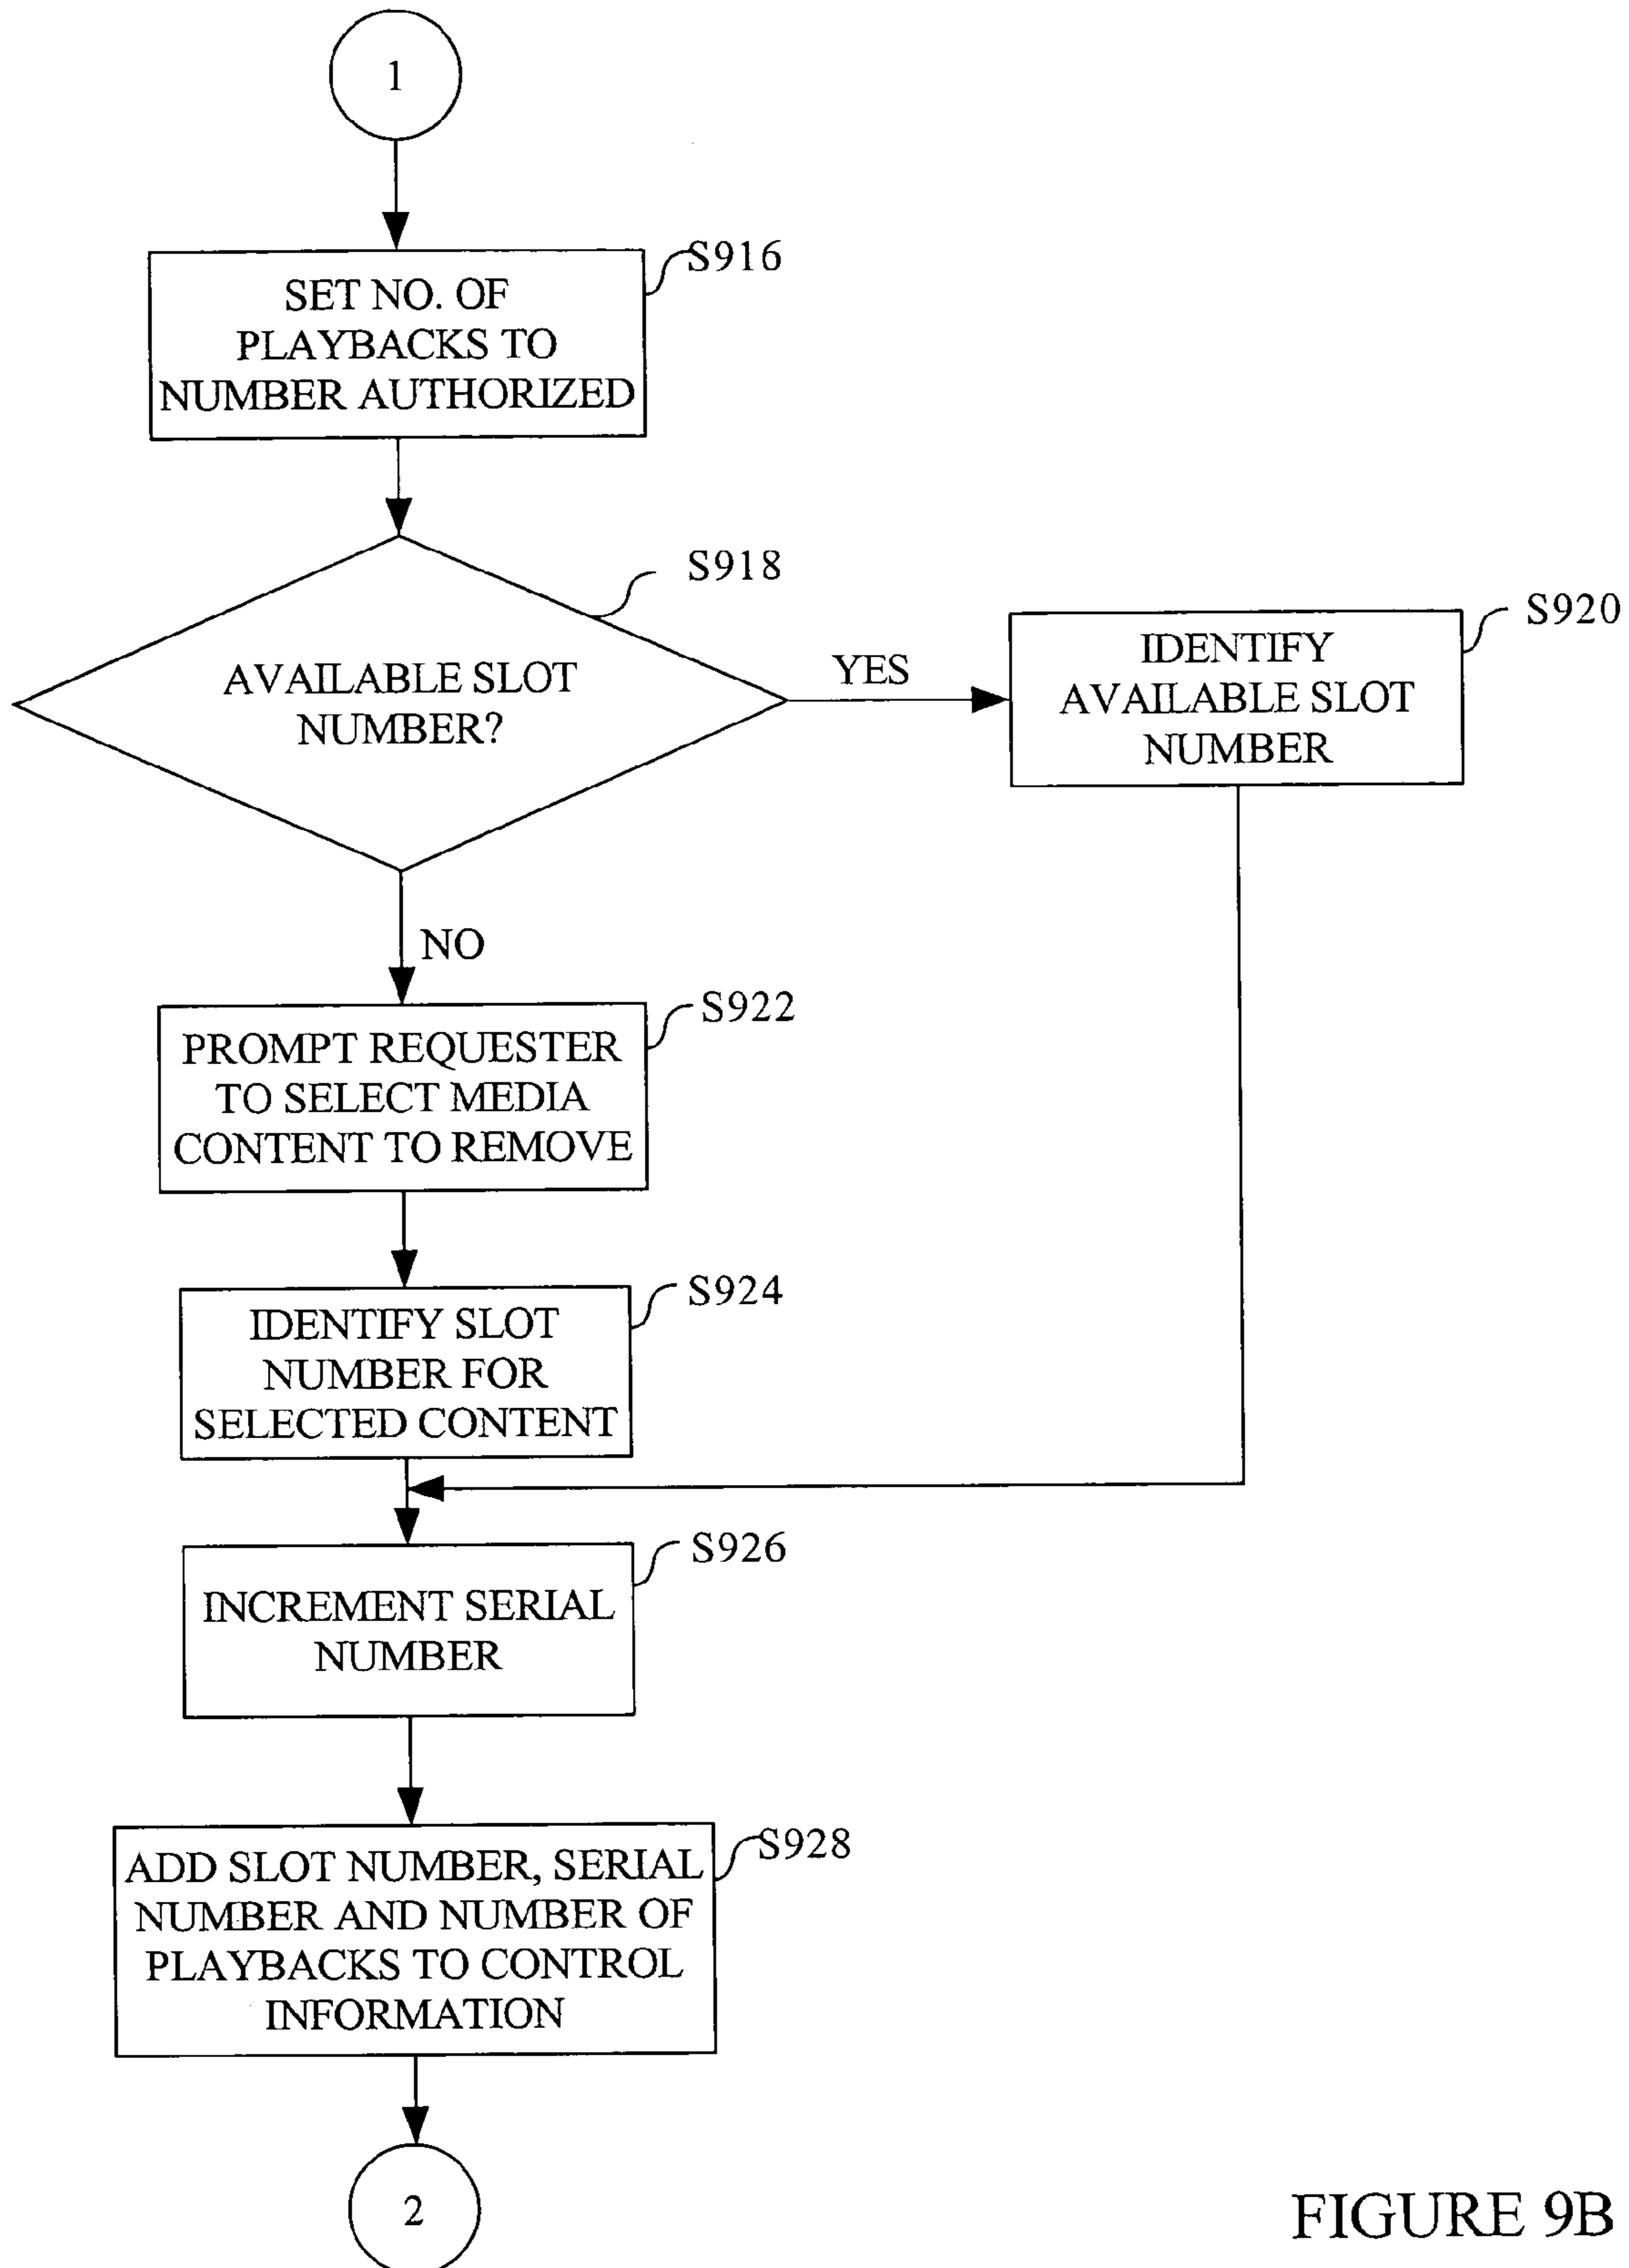 1
S916
SET NO. OF
PLAYBACKS TO
NUMBER AUTHORIZED
S918
AVAILABLE SLOT
NUMBER?
YES
S920
IDENTIFY
AVAILABLE SLOT
NUMBER
NO
S922
PROMPT REQUESTER
TO SELECT MEDIA
CONTENT TO REMOVE
S924
IDENTIFY SLOT
NUMBER FOR
SELECTED CONTENT
S926
INCREMENT SERIAL
NUMBER
S928
ADD SLOT NUMBER, SERIAL
NUMBER AND NUMBER OF
PLAYBACKS TO CONTROL
INFORMATION
2
FIGURE 9B